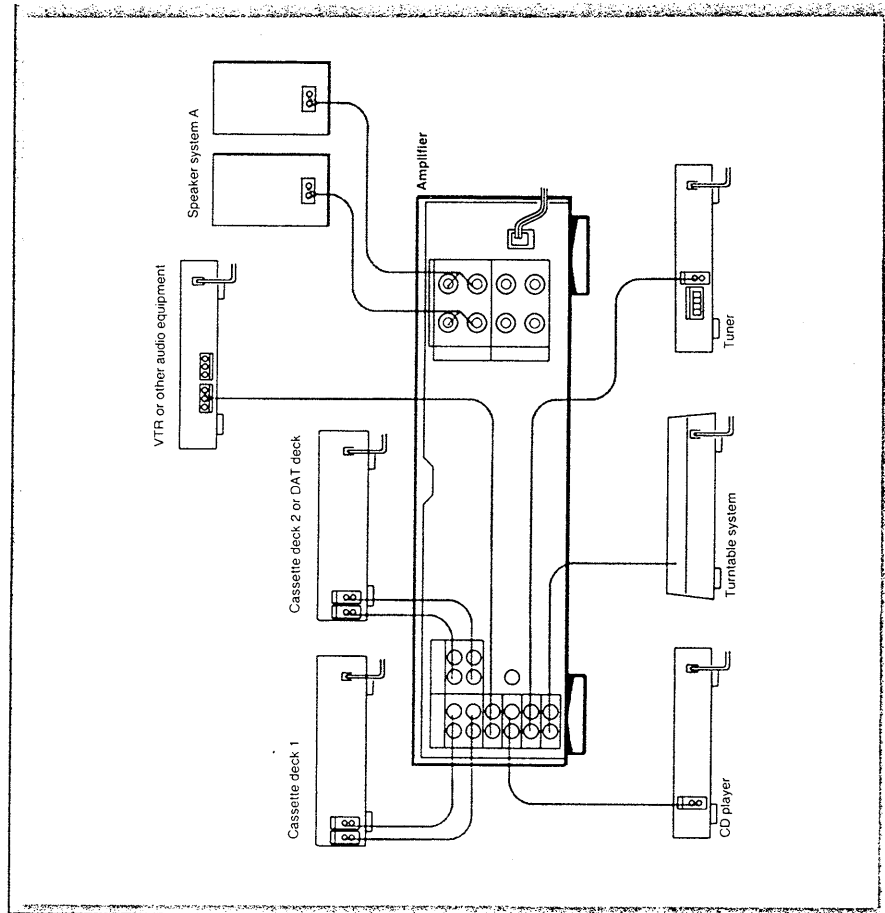 Speaker system A
VTR or other audio equipment
Cassette deck 2 or DAT deck
Cassette deck 1
Amplifier
Tuner
Turntable system
CD player